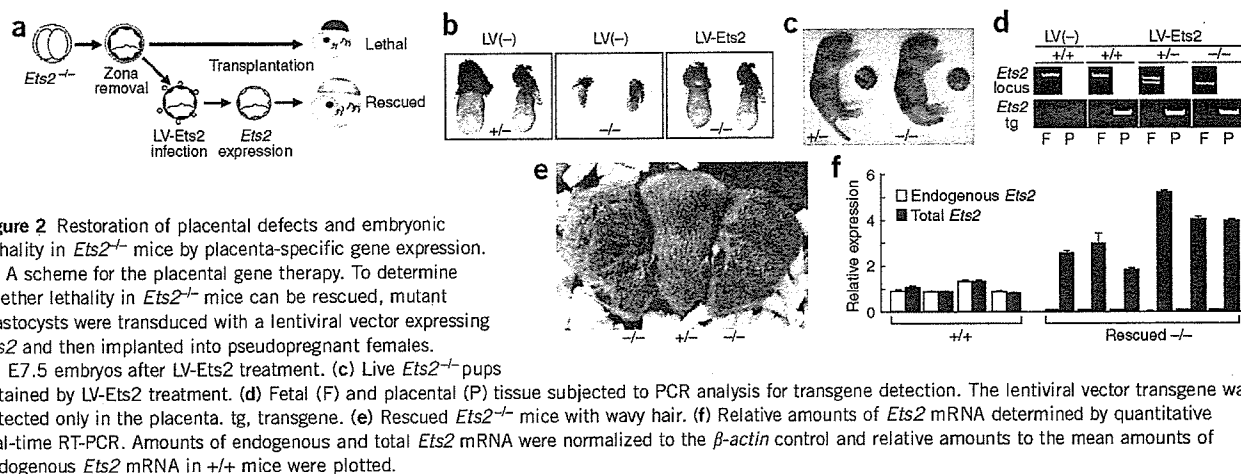 a
Ets2–/–
Zona
removal
Transplantation
Lethal
Rescued
LV-Ets2
infection
Ets2
expression
b
LV(–)
LV(–)
LV-Ets2
+/–
–/–
–/–
c
+/–
–/–
d
LV(–)
LV-Ets2
+/+
+/+
+/–
–/–
Ets2
locus
Ets2
tg
F P F P F P F P
e
–/–
+/–
–/–
f
Relative expression
6
4
2
0
Endogenous Ets2
Total Ets2
+/+
Rescued –/–
gure 2 Restoration of placental defects and embryonic
hality in Ets2–/– mice by placenta-specific gene expression.
A scheme for the placental gene therapy. To determine
ether lethality in Ets2–/– mice can be rescued, mutant
astocysts were transduced with a lentiviral vector expressing
s2 and then implanted into pseudopregnant females.
E7.5 embryos after LV-Ets2 treatment. (c) Live Ets2–/– pups
tained by LV-Ets2 treatment. (d) Fetal (F) and placental (P) tissue subjected to PCR analysis for transgene detection. The lentiviral vector transgene wa
tected only in the placenta. tg, transgene. (e) Rescued Ets2–/– mice with wavy hair. (f) Relative amounts of Ets2 mRNA determined by quantitative
al-time RT-PCR. Amounts of endogenous and total Ets2 mRNA were normalized to the β-actin control and relative amounts to the mean amounts of
dogenous Ets2 mRNA in +/+ mice were plotted.